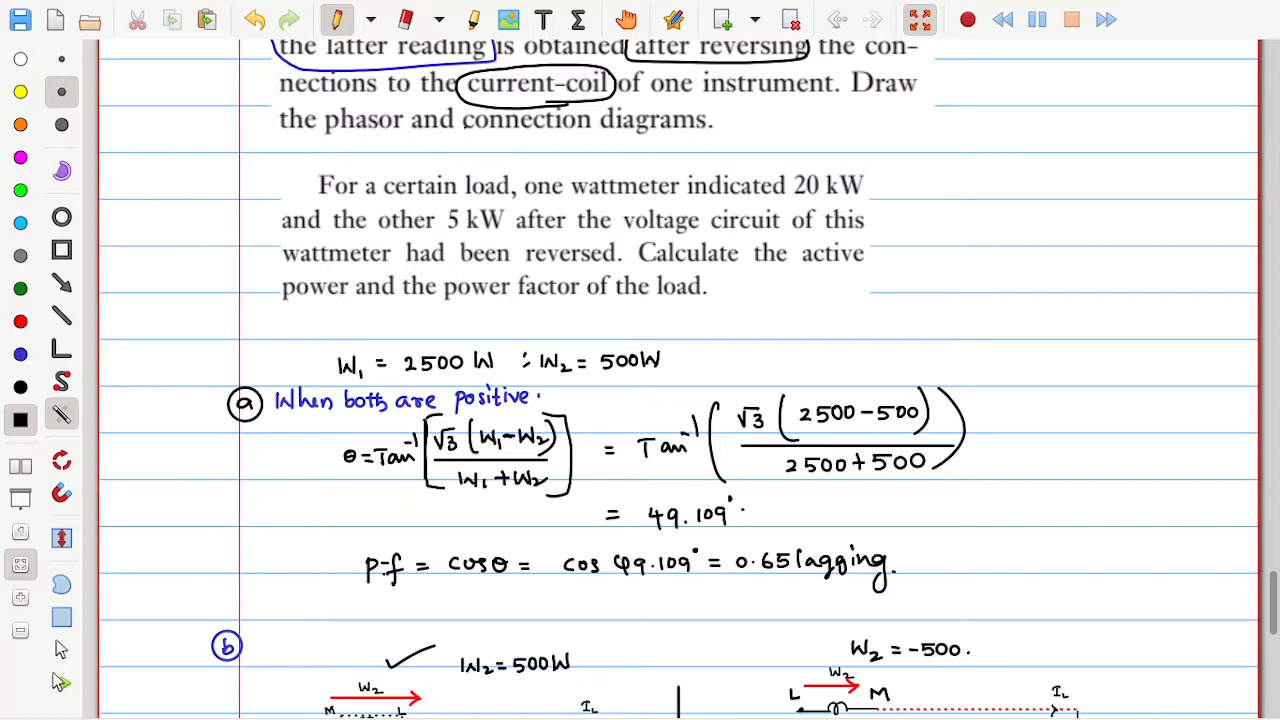 the latter reading is obtained after reversing the con-
nections to the current-coil of one instrument. Draw
the phasor and connection diagrams.
For a certain load, one wattmeter indicated 20 kW
and the other 5 kW after the voltage circuit of this
wattmeter had been reversed. Calculate the active
power and the power factor of the load.
W₁ = 2500 W : W₂ = 500W
(a) When both are positive.
θ = Tan⁻¹ [√3 (W₁-W₂) / W₁+W₂] = Tan⁻¹ (√3 (2500-500) / 2500+500)
= 49.109°.
p.f = cosθ = cos 49.109° = 0.65 lagging.
(b)
W₂ = 500W
W₂ = -500.
W₂
W₂
M L I_L
L M I_L